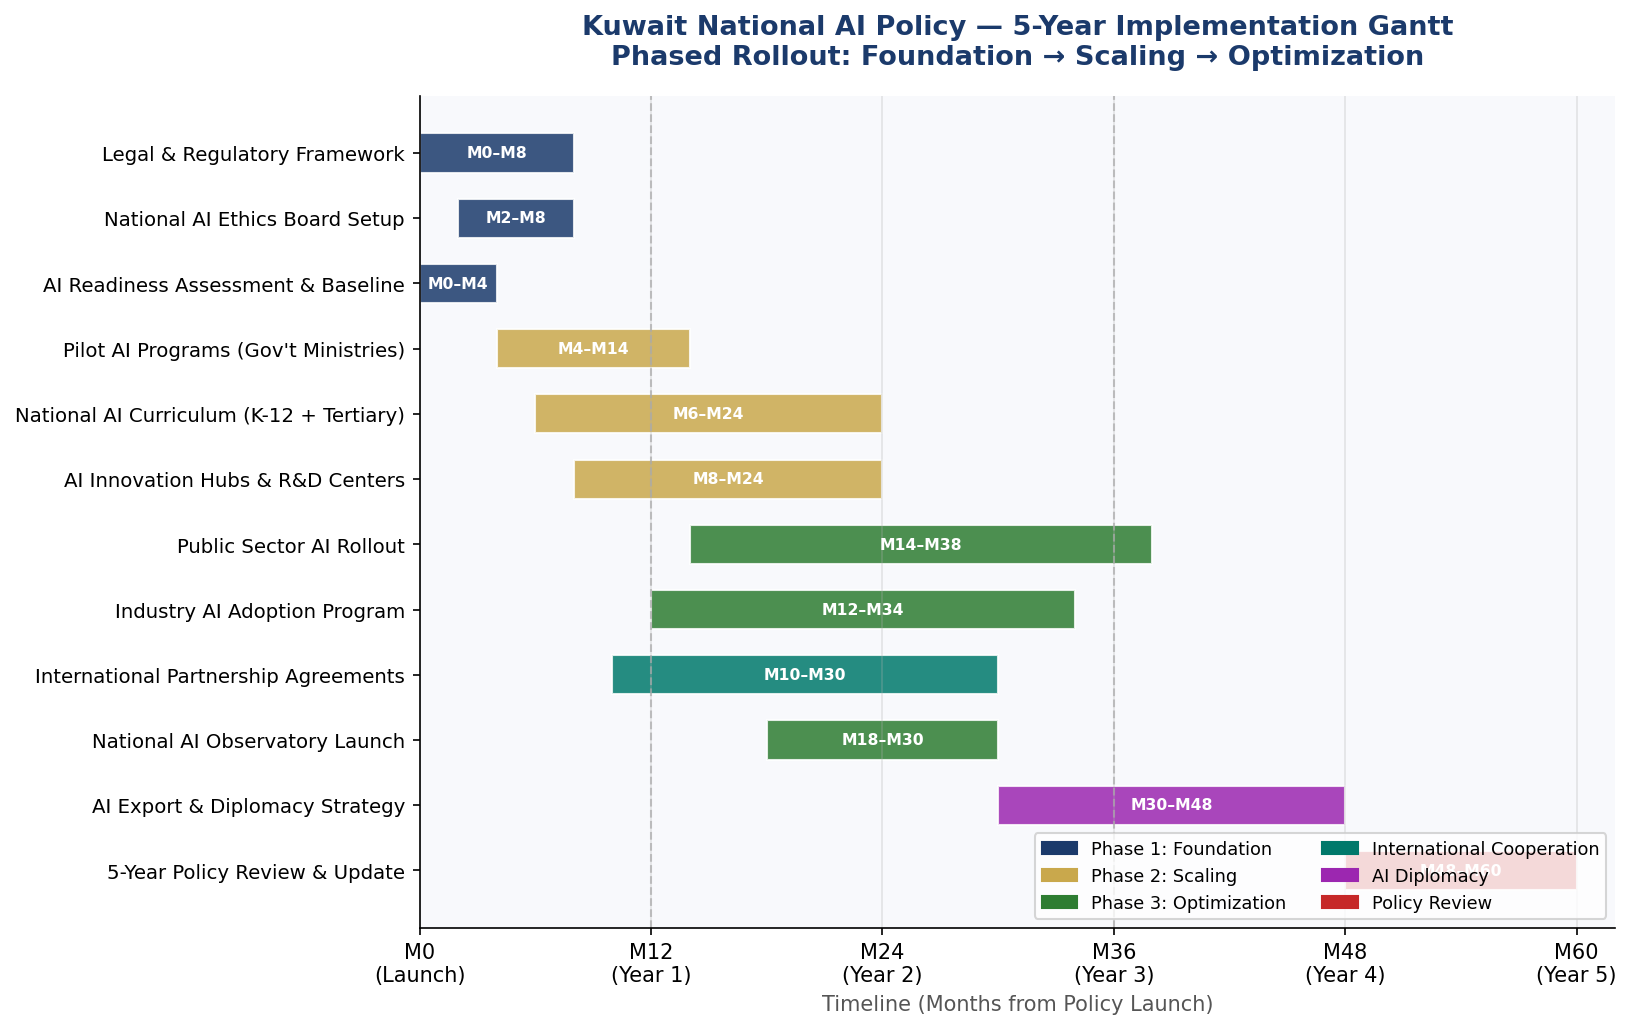 Kuwait National AI Policy — 5-Year Implementation Gantt
Phased Rollout: Foundation → Scaling → Optimization
Legal & Regulatory Framework
M0–M8
National AI Ethics Board Setup
M2–M8
AI Readiness Assessment & Baseline
M0–M4
Pilot AI Programs (Gov't Ministries)
M4–M14
National AI Curriculum (K-12 + Tertiary)
M6–M24
AI Innovation Hubs & R&D Centers
M8–M24
Public Sector AI Rollout
M14–M38
Industry AI Adoption Program
M12–M34
International Partnership Agreements
M10–M30
National AI Observatory Launch
M18–M30
AI Export & Diplomacy Strategy
M30–M48
5-Year Policy Review & Update
M48–M60
Phase 1: Foundation
Phase 2: Scaling
Phase 3: Optimization
International Cooperation
AI Diplomacy
Policy Review
M0
(Launch)
M12
(Year 1)
M24
(Year 2)
M36
(Year 3)
M48
(Year 4)
M60
(Year 5)
Timeline (Months from Policy Launch)